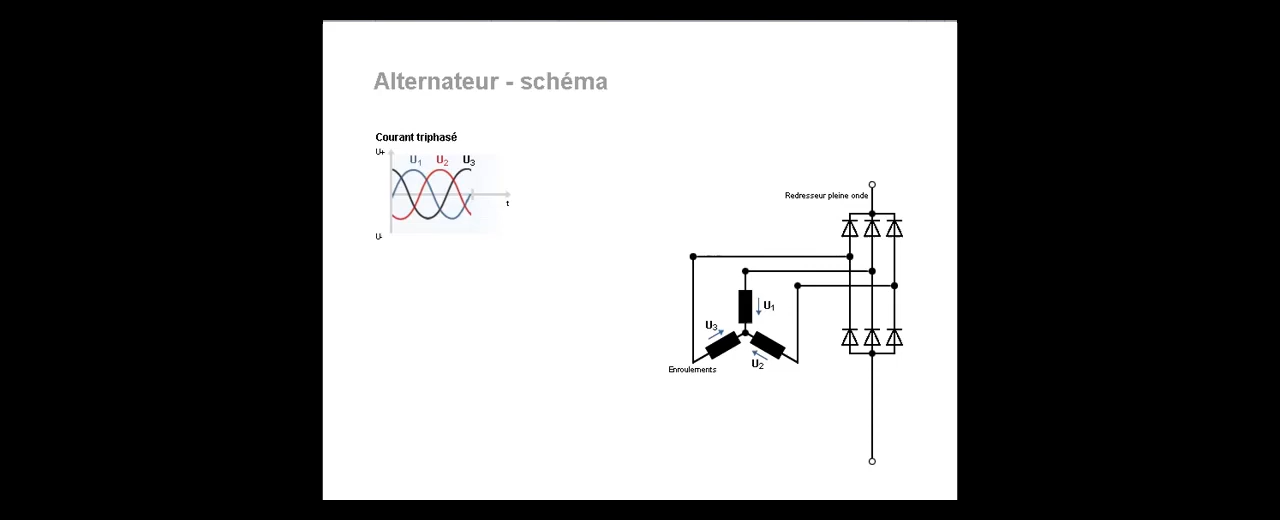 Alternateur - schéma
Courant triphasé
U+
U1 U2 U3
t
U-
Redresseur pleine onde
U1
U3
U2
Enroulements